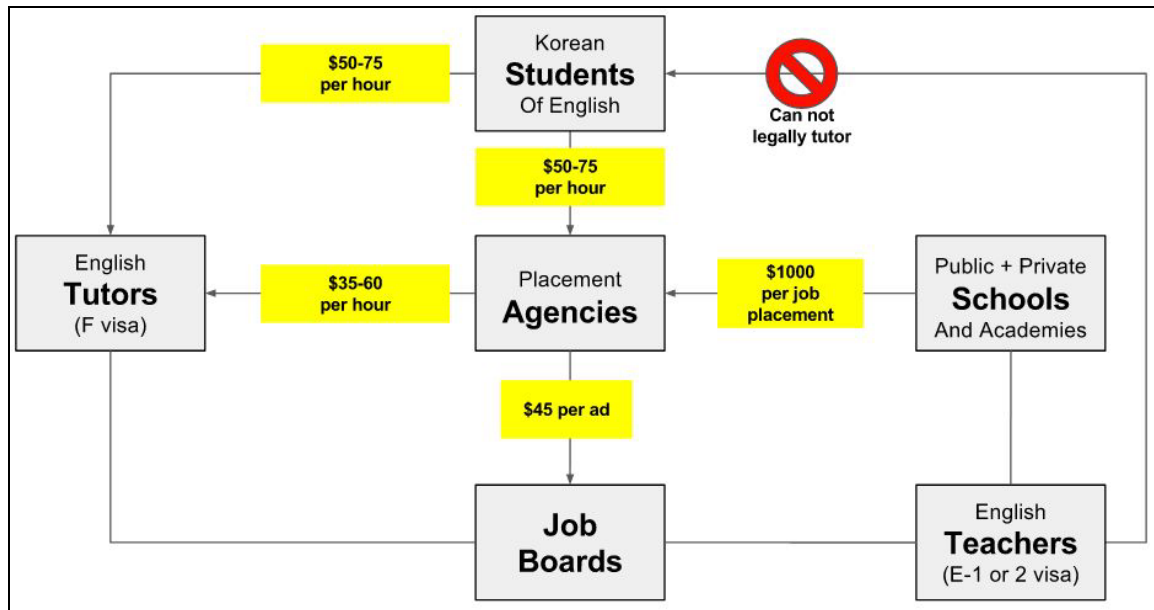 Korean
Students
Of English
$50-75
per hour
Can not
legally tutor
$50-75
per hour
English
Tutors
(F visa)
$35-60
per hour
Placement
Agencies
$1000
per job
placement
Public + Private
Schools
And Academies
$45 per ad
Job
Boards
English
Teachers
(E-1 or 2 visa)